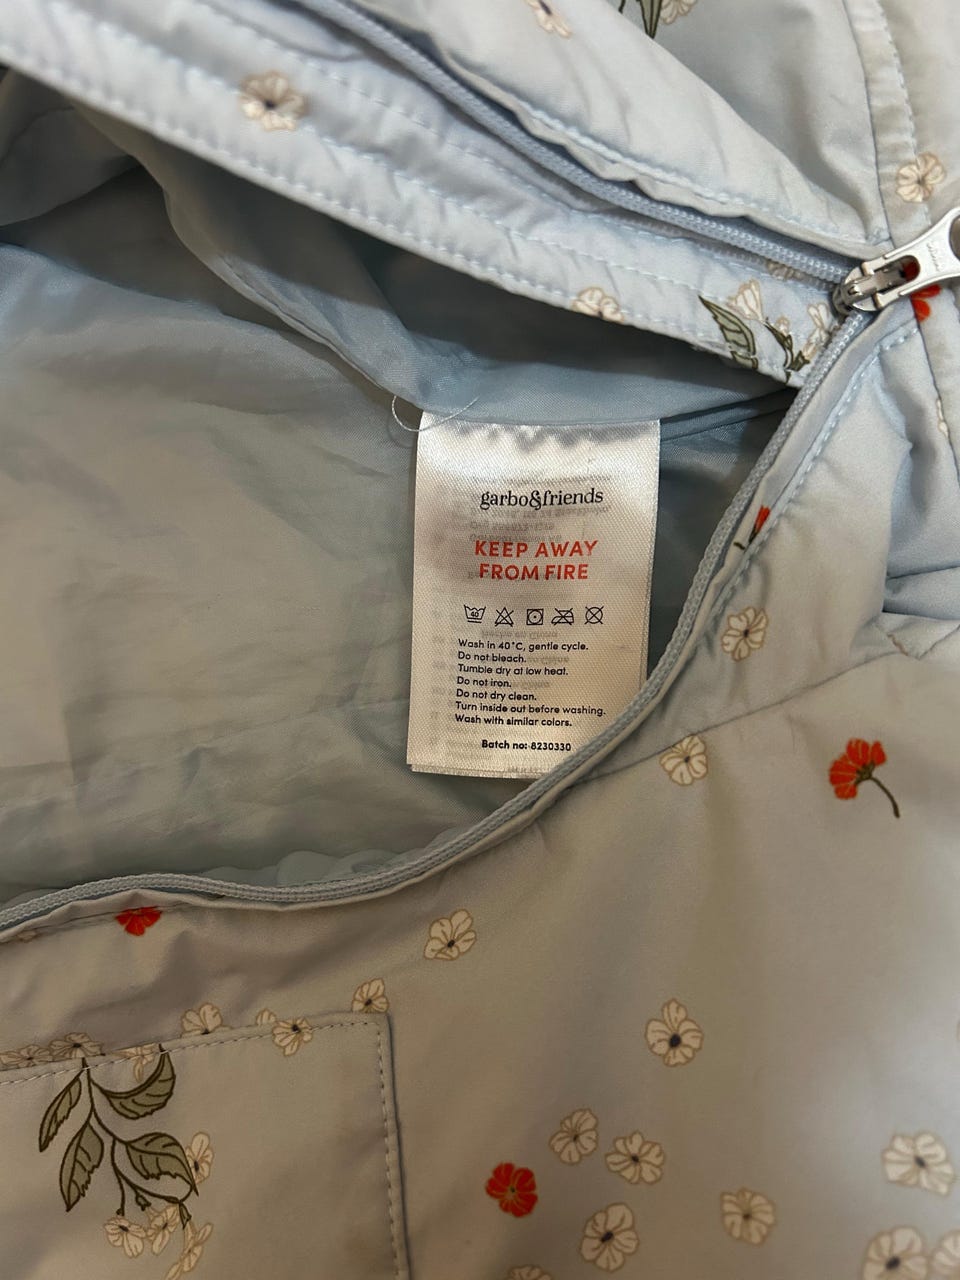 garbo&friends
KEEP AWAY
FROM FIRE
40
Wash in 40°C, gentle cycle.
Do not bleach.
Tumble dry at low heat.
Do not iron.
Do not dry clean.
Turn inside out before washing.
Wash with similar colors.
Batch no: 8230330